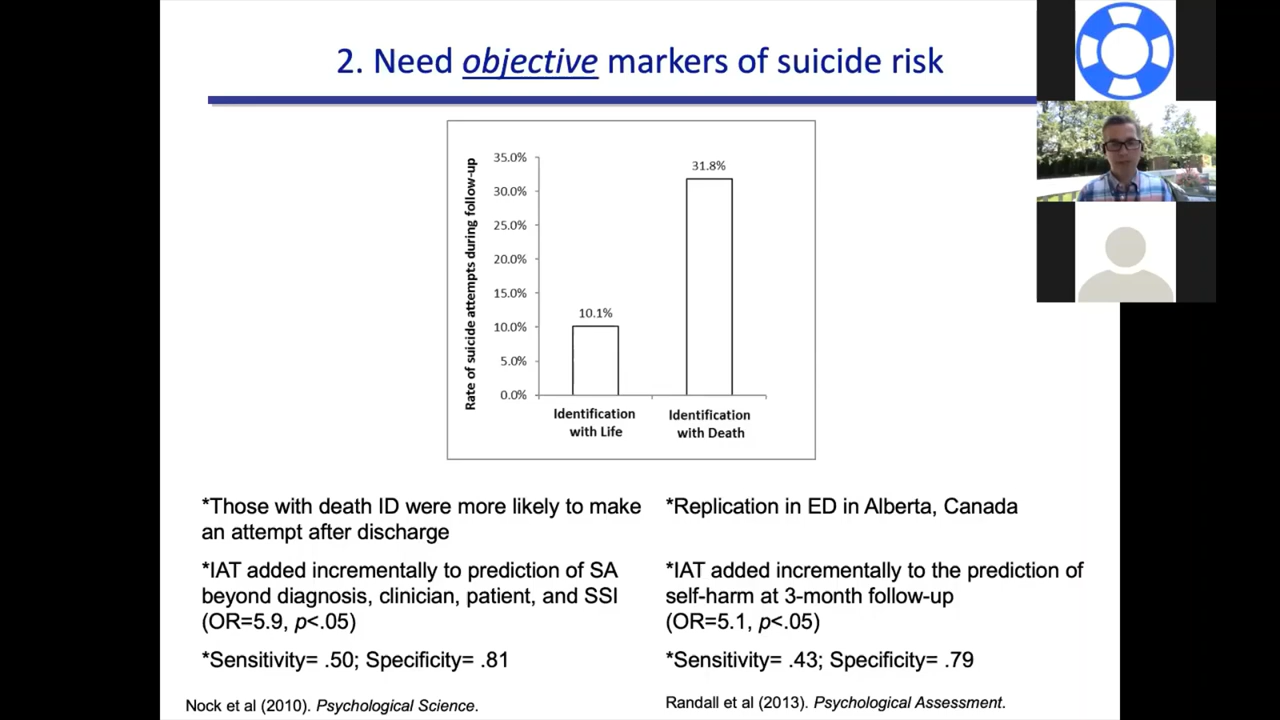 2. Need objective markers of suicide risk
Rate of suicide attempts during follow-up
35.0%
30.0%
25.0%
20.0%
15.0%
10.0%
5.0%
0.0%
10.1%
31.8%
Identification
with Life
Identification
with Death
*Those with death ID were more likely to make
an attempt after discharge
*IAT added incrementally to prediction of SA
beyond diagnosis, clinician, patient, and SSI
(OR=5.9, p<.05)
*Sensitivity= .50; Specificity= .81
Nock et al (2010). Psychological Science.
*Replication in ED in Alberta, Canada
*IAT added incrementally to the prediction of
self-harm at 3-month follow-up
(OR=5.1, p<.05)
*Sensitivity= .43; Specificity= .79
Randall et al (2013). Psychological Assessment.